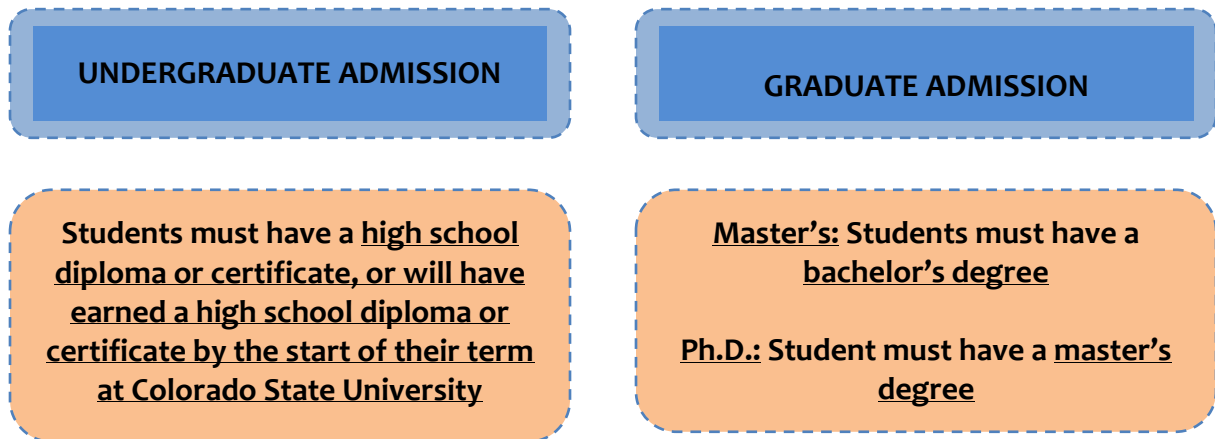 UNDERGRADUATE ADMISSION
Students must have a high school
diploma or certificate, or will have
earned a high school diploma or
certificate by the start of their term
at Colorado State University
GRADUATE ADMISSION
Master’s: Students must have a
bachelor’s degree
Ph.D.: Student must have a master’s
degree